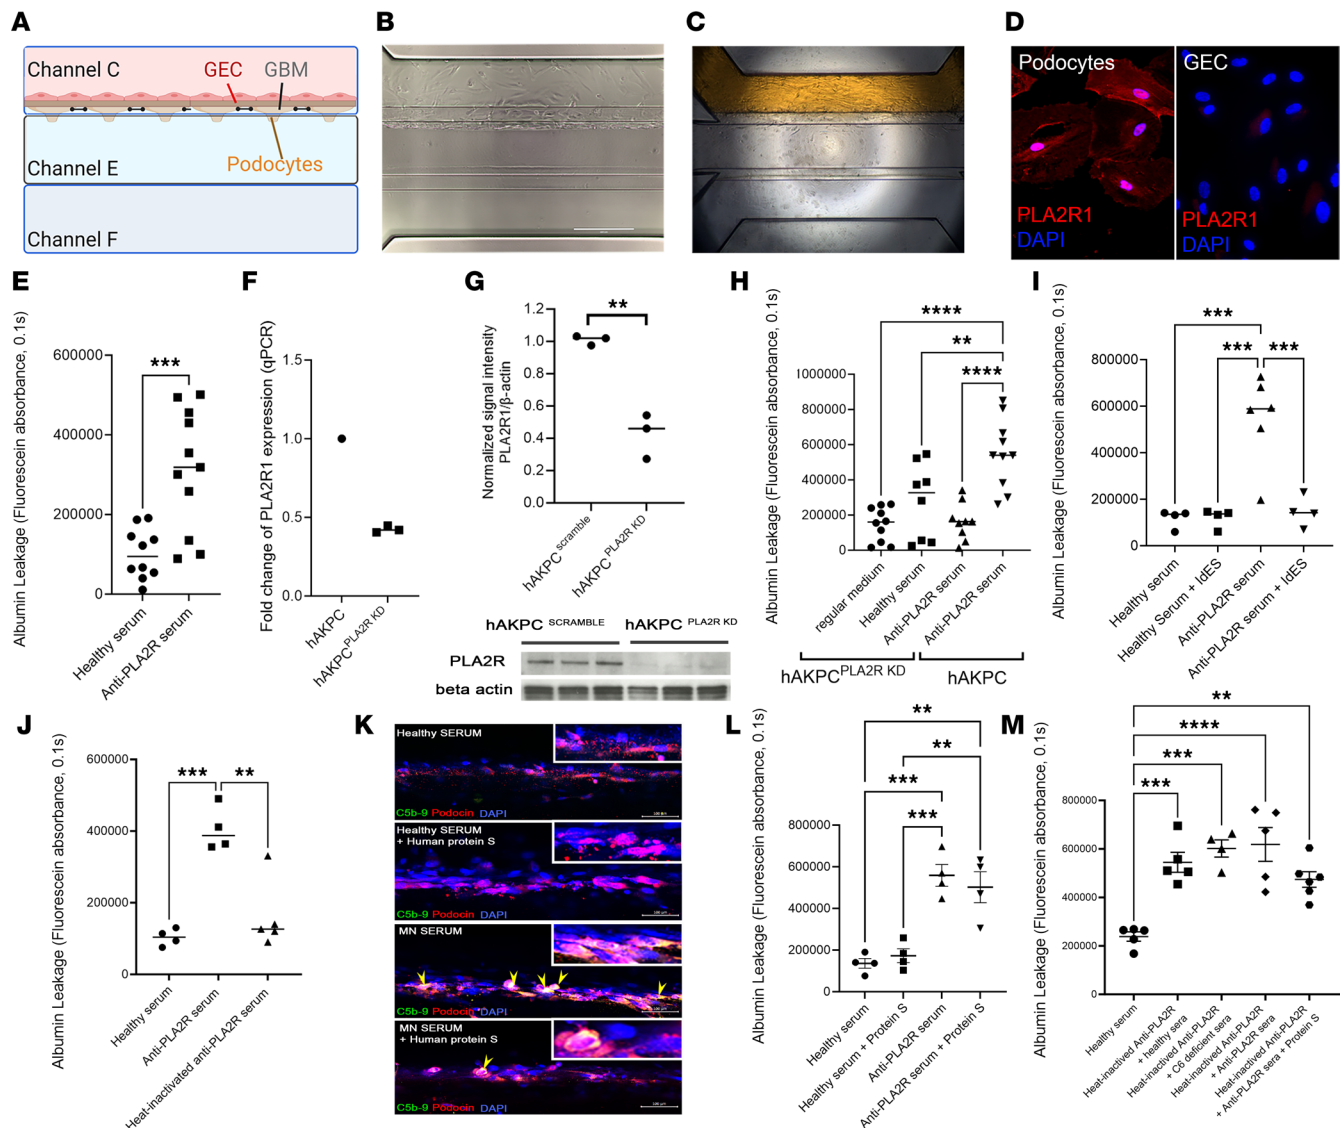 A
Channel C
GEC
GBM
Channel E
Podocytes
Channel F
B
C
D
Podocytes
PLA2R1
DAPI
GEC
PLA2R1
DAPI
E
Albumin Leakage (Fluorescein absorbance, 0.1s)
600000
400000
200000
0
***
Healthy serum
Anti-PLA2R serum
F
Fold change of PLA2R1 expression (qPCR)
1.5
1.0
0.5
0.0
hAKPC
hAKPC PLA2R KD
G
Normalized signal intensity
PLA2R1/β-actin
1.2
1.0
0.8
0.6
0.4
0.2
0.0
**
hAKPC scramble
hAKPC PLA2R KD
hAKPC SCRAMBLE
hAKPC PLA2R KD
PLA2R
beta actin
H
Albumin Leakage (Fluorescein absorbance, 0.1s)
1000000
800000
600000
400000
200000
0
****
**
****
regular medium
Healthy serum
Anti-PLA2R serum
Anti-PLA2R serum
hAKPC PLA2R KD
hAKPC
I
Albumin Leakage (Fluorescein absorbance, 0.1s)
800000
600000
400000
200000
0
***
***
***
Healthy serum
Healthy Serum + IdES
Anti-PLA2R serum
Anti-PLA2R serum + IdES
J
Albumin Leakage (Fluorescein absorbance, 0.1s)
600000
400000
200000
0
***
**
Healthy serum
Anti-PLA2R serum
Heat-inactivated anti-PLA2R serum
K
Healthy SERUM
C5b-9 Podocin DAPI
100 µm
Healthy SERUM
+ Human protein S
C5b-9 Podocin DAPI
100 µm
MN SERUM
C5b-9 Podocin DAPI
100 µm
MN SERUM
+ Human protein S
C5b-9 Podocin DAPI
100 µm
L
Albumin Leakage (Fluorescein absorbance, 0.1s)
800000
600000
400000
200000
0
**
**
***
***
Healthy serum
Healthy serum + Protein S
Anti-PLA2R serum
Anti-PLA2R serum + Protein S
M
Albumin Leakage (Fluorescein absorbance, 0.1s)
800000
600000
400000
200000
0
**
****
***
***
Healthy serum
Heat-inactived Anti-PLA2R
+ healthy sera
Heat-inactived Anti-PLA2R
+ C6 deficient sera
Heat-inactived Anti-PLA2R
+ Anti-PLA2R sera
Heat-inactived Anti-PLA2R
+ Anti-PLA2R sera + Protein S